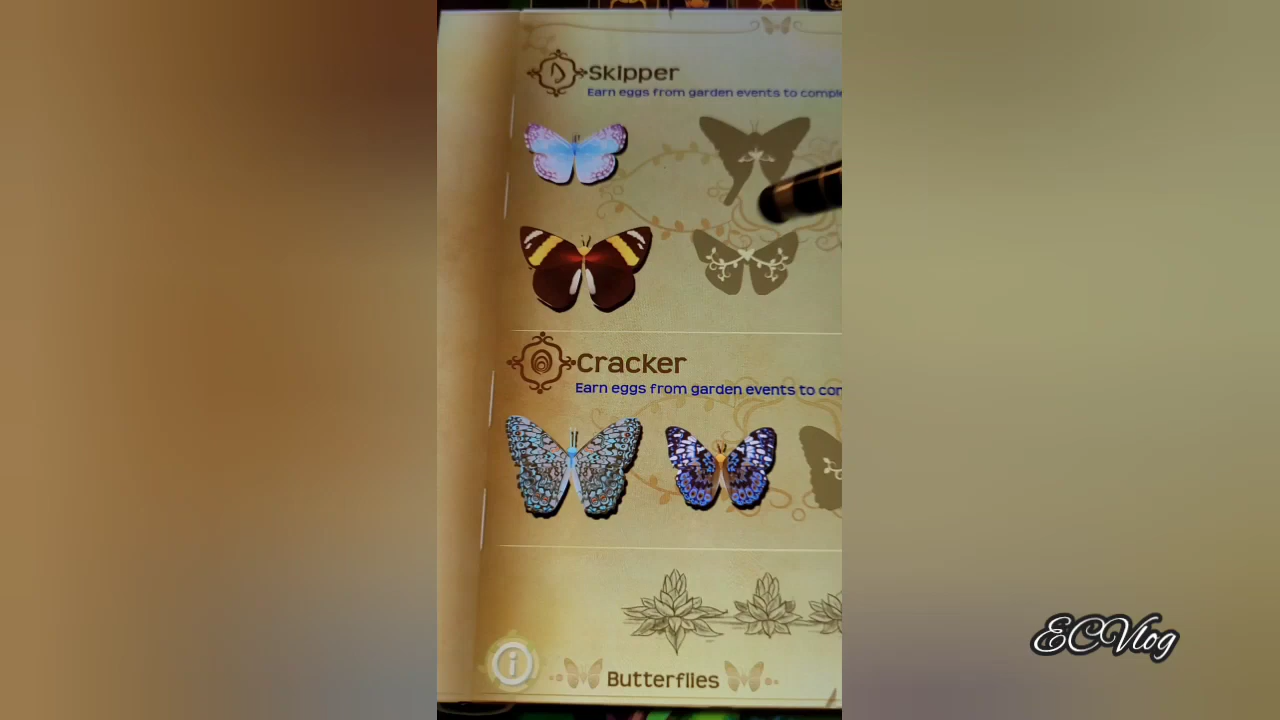 Skipper
Earn eggs from garden events to comple
Cracker
Earn eggs from garden events to con
Butterflies
ECVlog